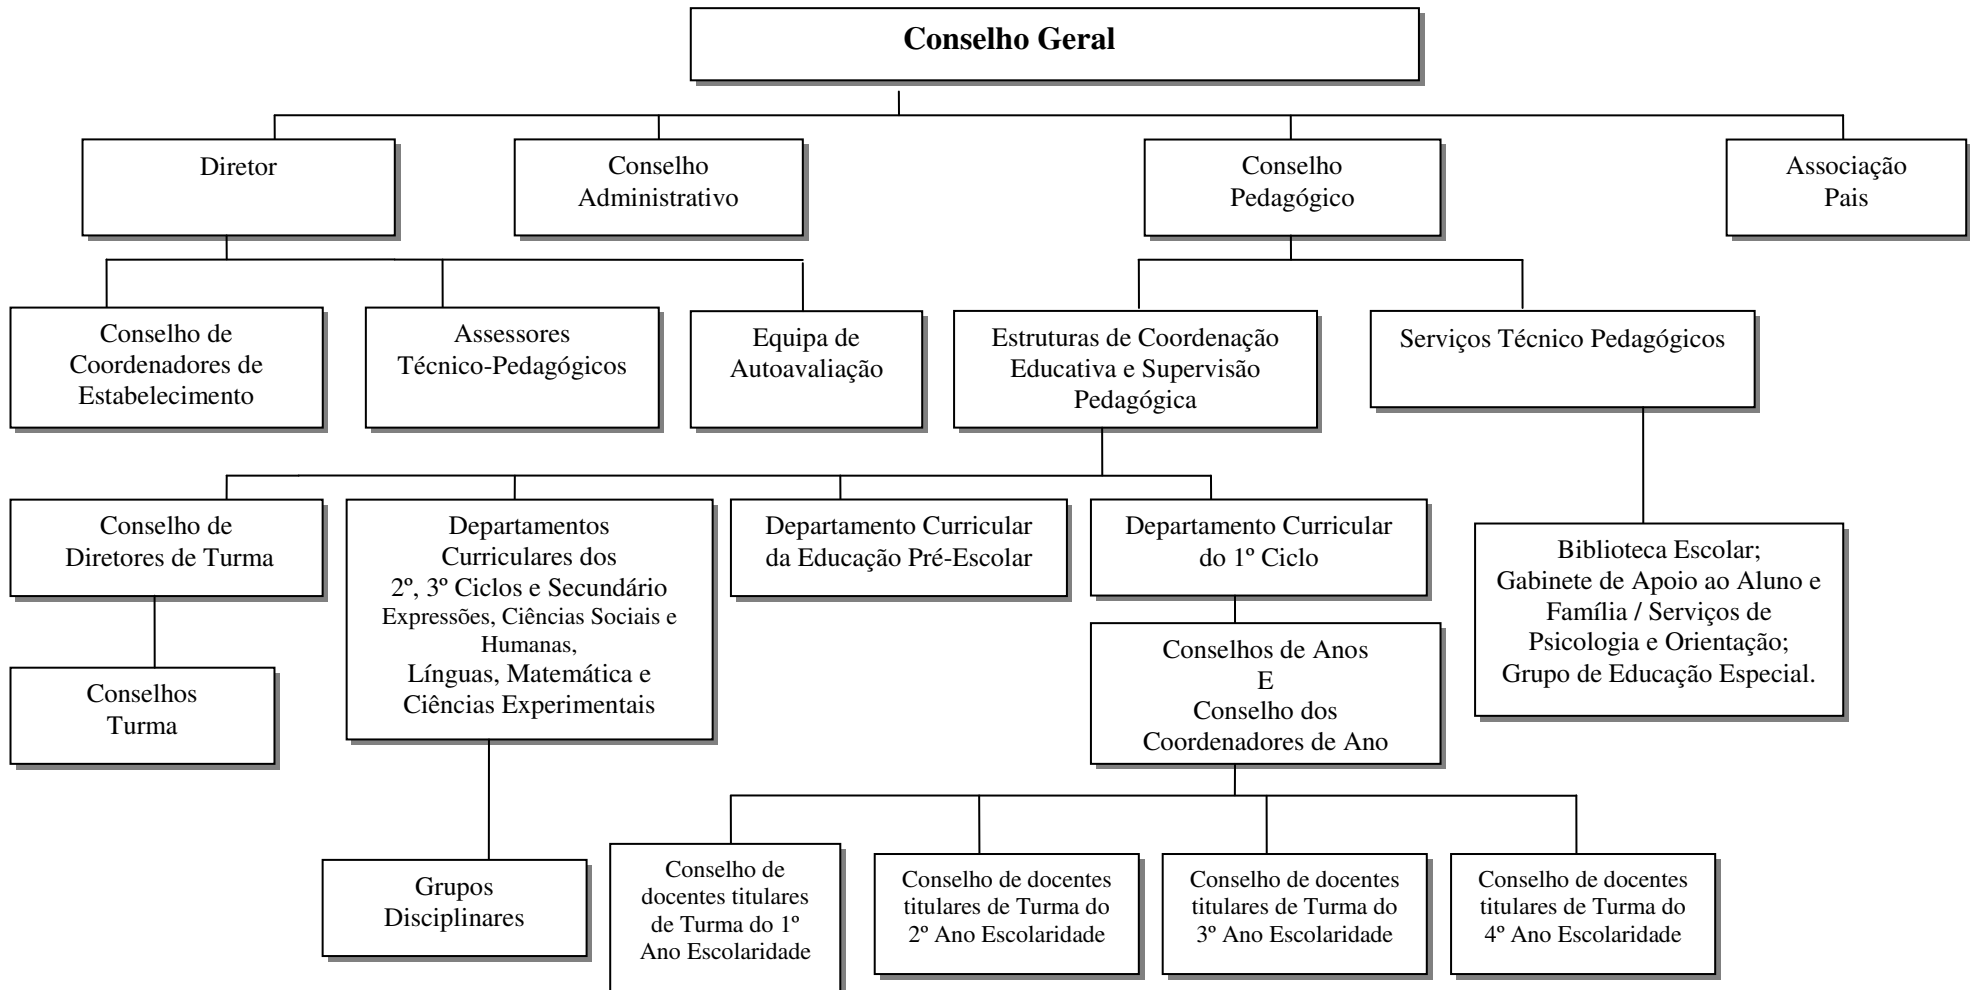 Conselho Geral
Diretor
Conselho
Administrativo
Conselho
Pedagógico
Associação
Pais
Conselho de
Coordenadores de
Estabelecimento
Assessores
Técnico-Pedagógicos
Equipa de
Autoavaliação
Estruturas de Coordenação
Educativa e Supervisão
Pedagógica
Serviços Técnico Pedagógicos
Conselho de
Diretores de Turma
Departamentos
Curriculares dos
2º, 3º Ciclos e Secundário
Expressões, Ciências Sociais e
Humanas,
Línguas, Matemática e
Ciências Experimentais
Departamento Curricular
da Educação Pré-Escolar
Departamento Curricular
do 1º Ciclo
Biblioteca Escolar;
Gabinete de Apoio ao Aluno e
Família / Serviços de
Psicologia e Orientação;
Grupo de Educação Especial.
Conselhos
Turma
Conselhos de Anos
E
Conselho dos
Coordenadores de Ano
Grupos
Disciplinares
Conselho de
docentes titulares
de Turma do 1º
Ano Escolaridade
Conselho de docentes
titulares de Turma do
2º Ano Escolaridade
Conselho de docentes
titulares de Turma do
3º Ano Escolaridade
Conselho de docentes
titulares de Turma do
4º Ano Escolaridade